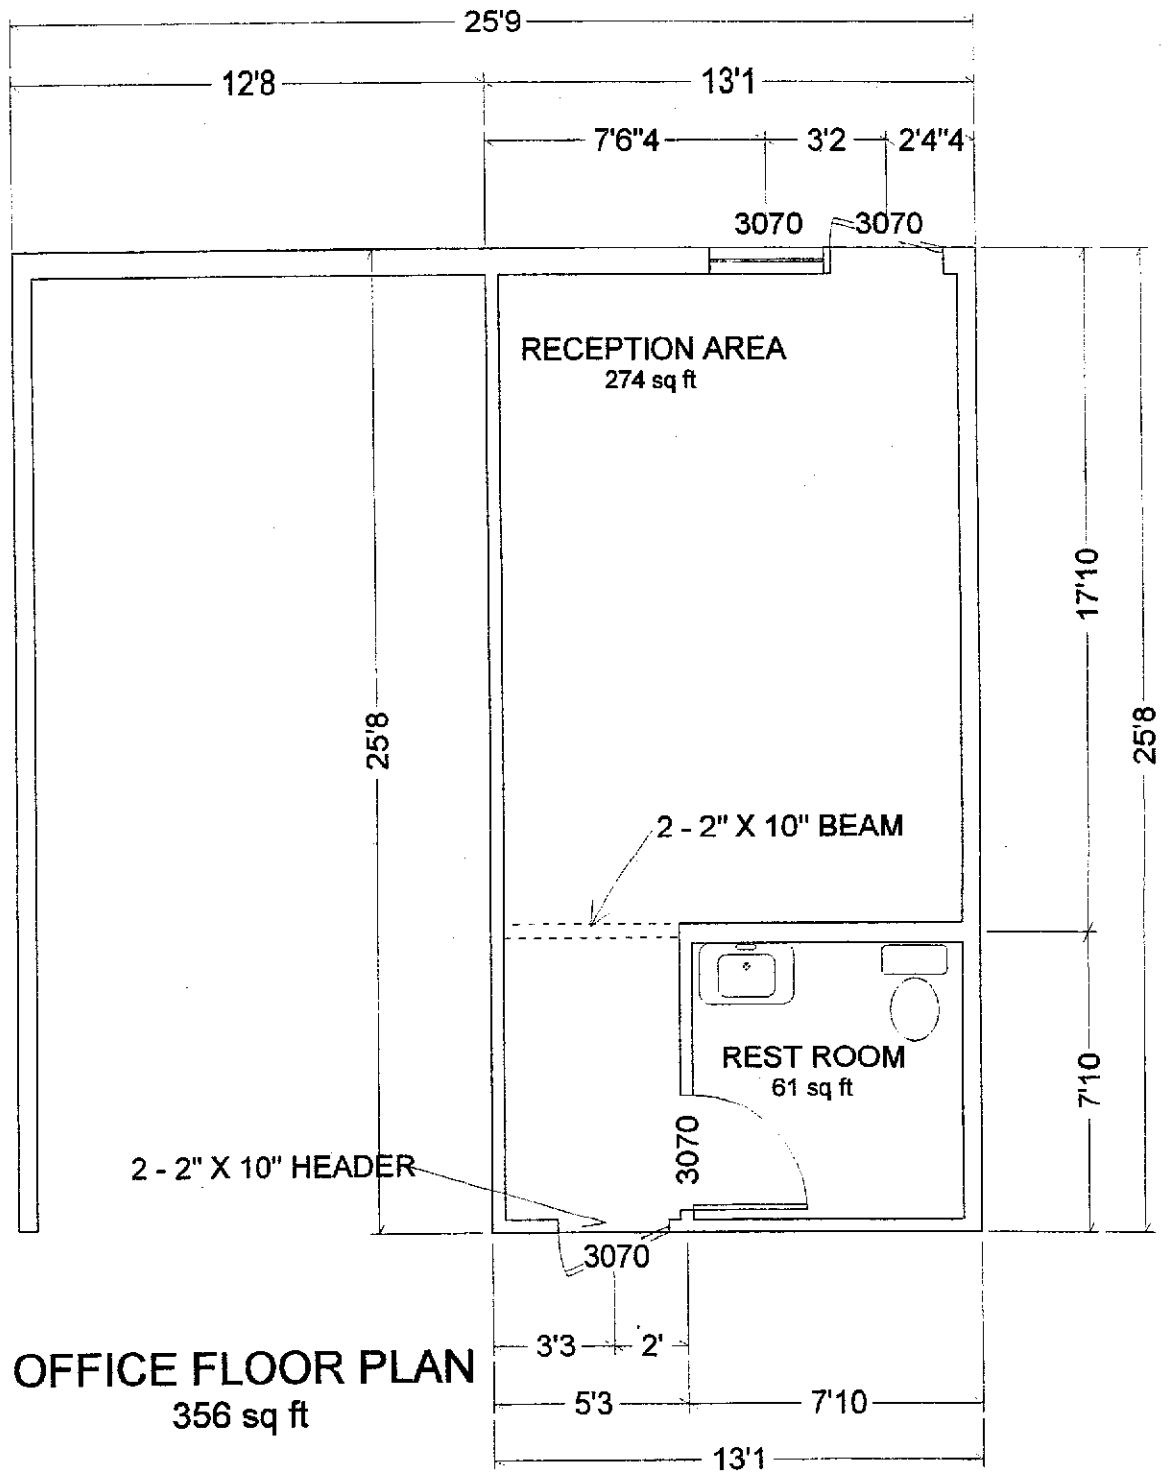 25'9
12'8
13'1
7'6"4
3'2
2'4"4
3070
3070
RECEPTION AREA
274 sq ft
17'10
25'8
25'8
2 - 2" X 10" BEAM
REST ROOM
61 sq ft
7'10
3070
2 - 2" X 10" HEADER
3070
3'3
2'
OFFICE FLOOR PLAN
356 sq ft
5'3
7'10
13'1